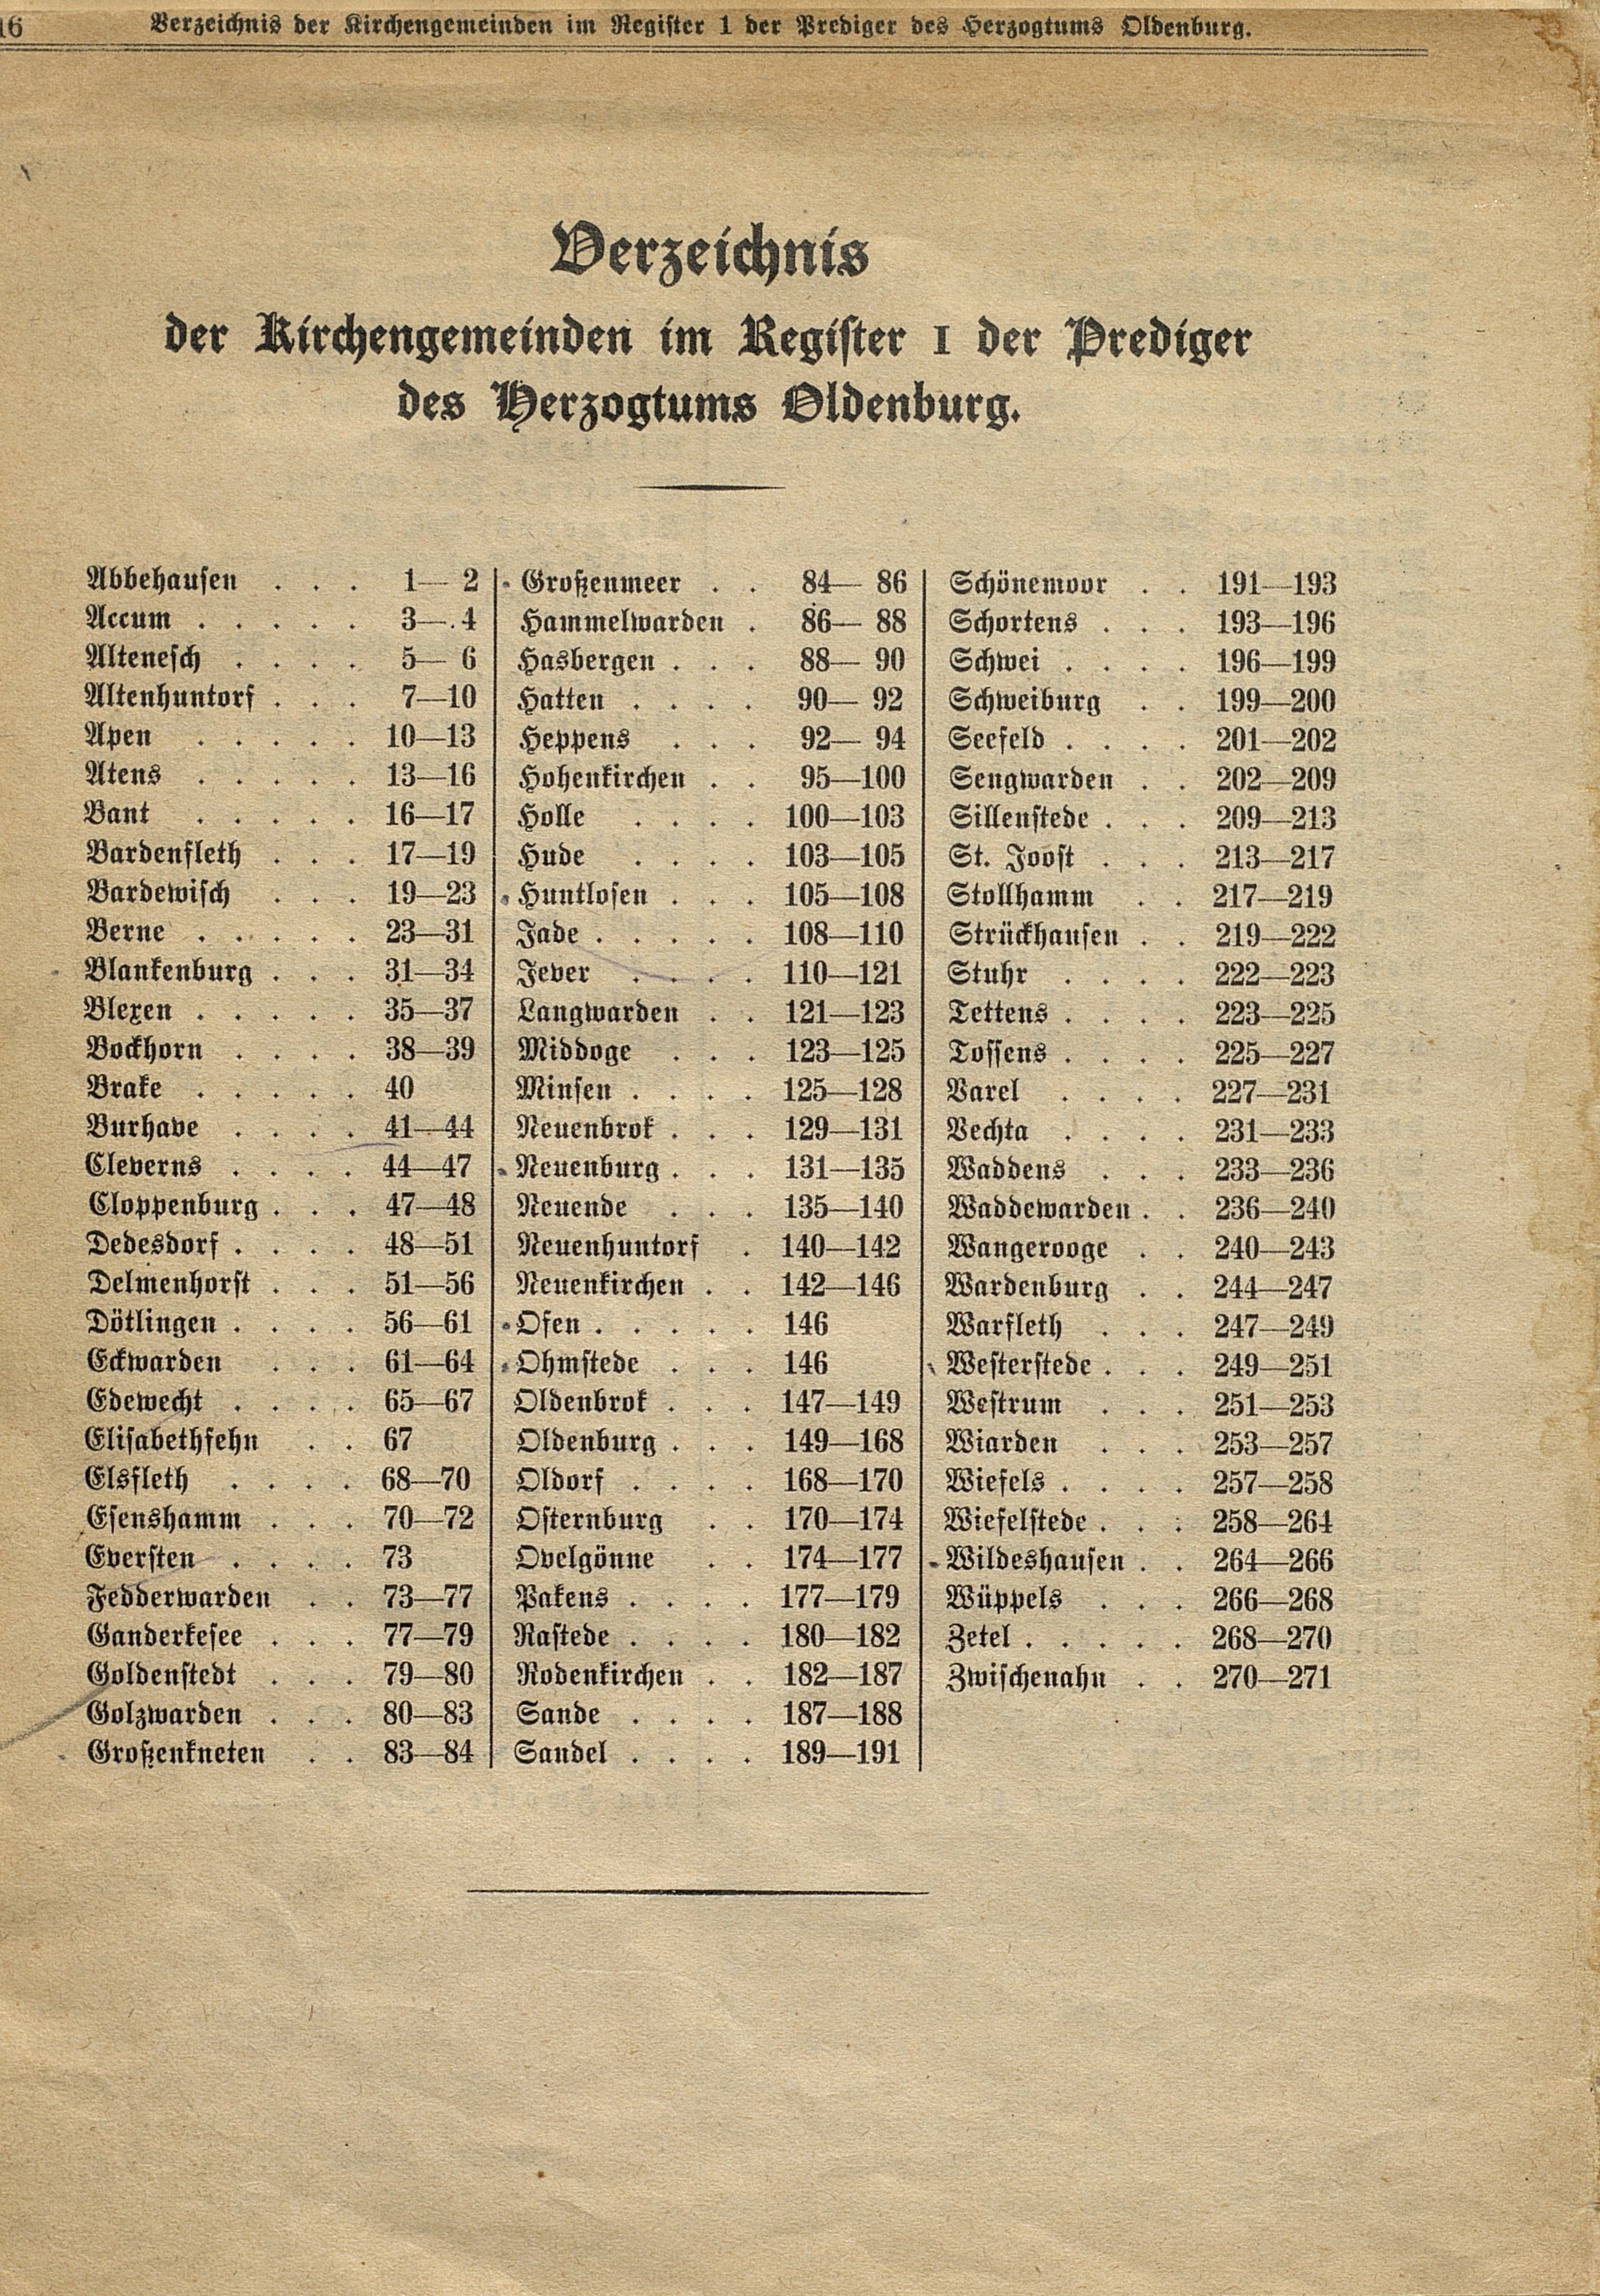 16 Verzeichnis der Kirchengemeinden im Register 1 der Prediger des Herzogtums Oldenburg.
Verzeichnis
der Kirchengemeinden im Register I der Prediger
des Herzogtums Oldenburg.
Abbehausen . . . 1— 2
Accum . . . . . 3— 4
Altenesch . . . . 5— 6
Altenhuntorf . . . 7—10
Apen . . . . . 10—13
Atens . . . . . 13—16
Bant . . . . . 16—17
Bardenfleth . . . 17—19
Bardewisch . . . 19—23
Berne . . . . . 23—31
Blankenburg . . . 31—34
Blexen . . . . . 35—37
Bockhorn . . . . 38—39
Brake . . . . . 40
Burhave . . . . 41—44
Cleverns . . . . 44—47
Cloppenburg . . . 47—48
Dedesdorf . . . . 48—51
Delmenhorst . . . 51—56
Dötlingen . . . . 56—61
Eckwarden . . . 61—64
Edewecht . . . . 65—67
Elisabethfehn . . 67
Elsfleth . . . . 68—70
Esenshamm . . . 70—72
Eversten . . . . 73
Fedderwarden . . 73—77
Ganderkesee . . . 77—79
Goldenstedt . . . 79—80
Golzwarden . . . 80—83
Großenkneten . . 83—84
Großenmeer . . 84— 86
Hammelwarden . 86— 88
Hasbergen . . . 88— 90
Hatten . . . . 90— 92
Heppens . . . 92— 94
Hohenkirchen . . 95—100
Holle . . . . 100—103
Hude . . . . 103—105
Huntlosen . . . 105—108
Jade . . . . . 108—110
Jever . . . . 110—121
Langwarden . . 121—123
Middoge . . . 123—125
Minsen . . . . 125—128
Neuenbrok . . . 129—131
Neuenburg . . . 131—135
Neuende . . . 135—140
Neuenhuntorf . 140—142
Neuenkirchen . . 142—146
Ofen . . . . . 146
Ohmstede . . . 146
Oldenbrok . . . 147—149
Oldenburg . . . 149—168
Oldorf . . . . 168—170
Osternburg . . 170—174
Ovelgönne . . 174—177
Pakens . . . . 177—179
Rastede . . . . 180—182
Rodenkirchen . . 182—187
Sande . . . . 187—188
Sandel . . . . 189—191
Schönemoor . . 191—193
Schortens . . . 193—196
Schwei . . . . 196—199
Schweiburg . . 199—200
Seefeld . . . . 201—202
Sengwarden . . 202—209
Sillenstede . . . 209—213
St. Joost . . . 213—217
Stollhamm . . 217—219
Strückhausen . . 219—222
Stuhr . . . . 222—223
Tettens . . . . 223—225
Tossens . . . . 225—227
Varel . . . . 227—231
Vechta . . . . 231—233
Waddens . . . 233—236
Waddewarden . . 236—240
Wangerooge . . 240—243
Wardenburg . . 244—247
Warfleth . . . 247—249
Westerstede . . . 249—251
Westrum . . . 251—253
Wiarden . . . 253—257
Wiefels . . . . 257—258
Wiefelstede . . . 258—264
Wildeshausen . . 264—266
Wüppels . . . 266—268
Zetel . . . . . 268—270
Zwischenahn . . 270—271